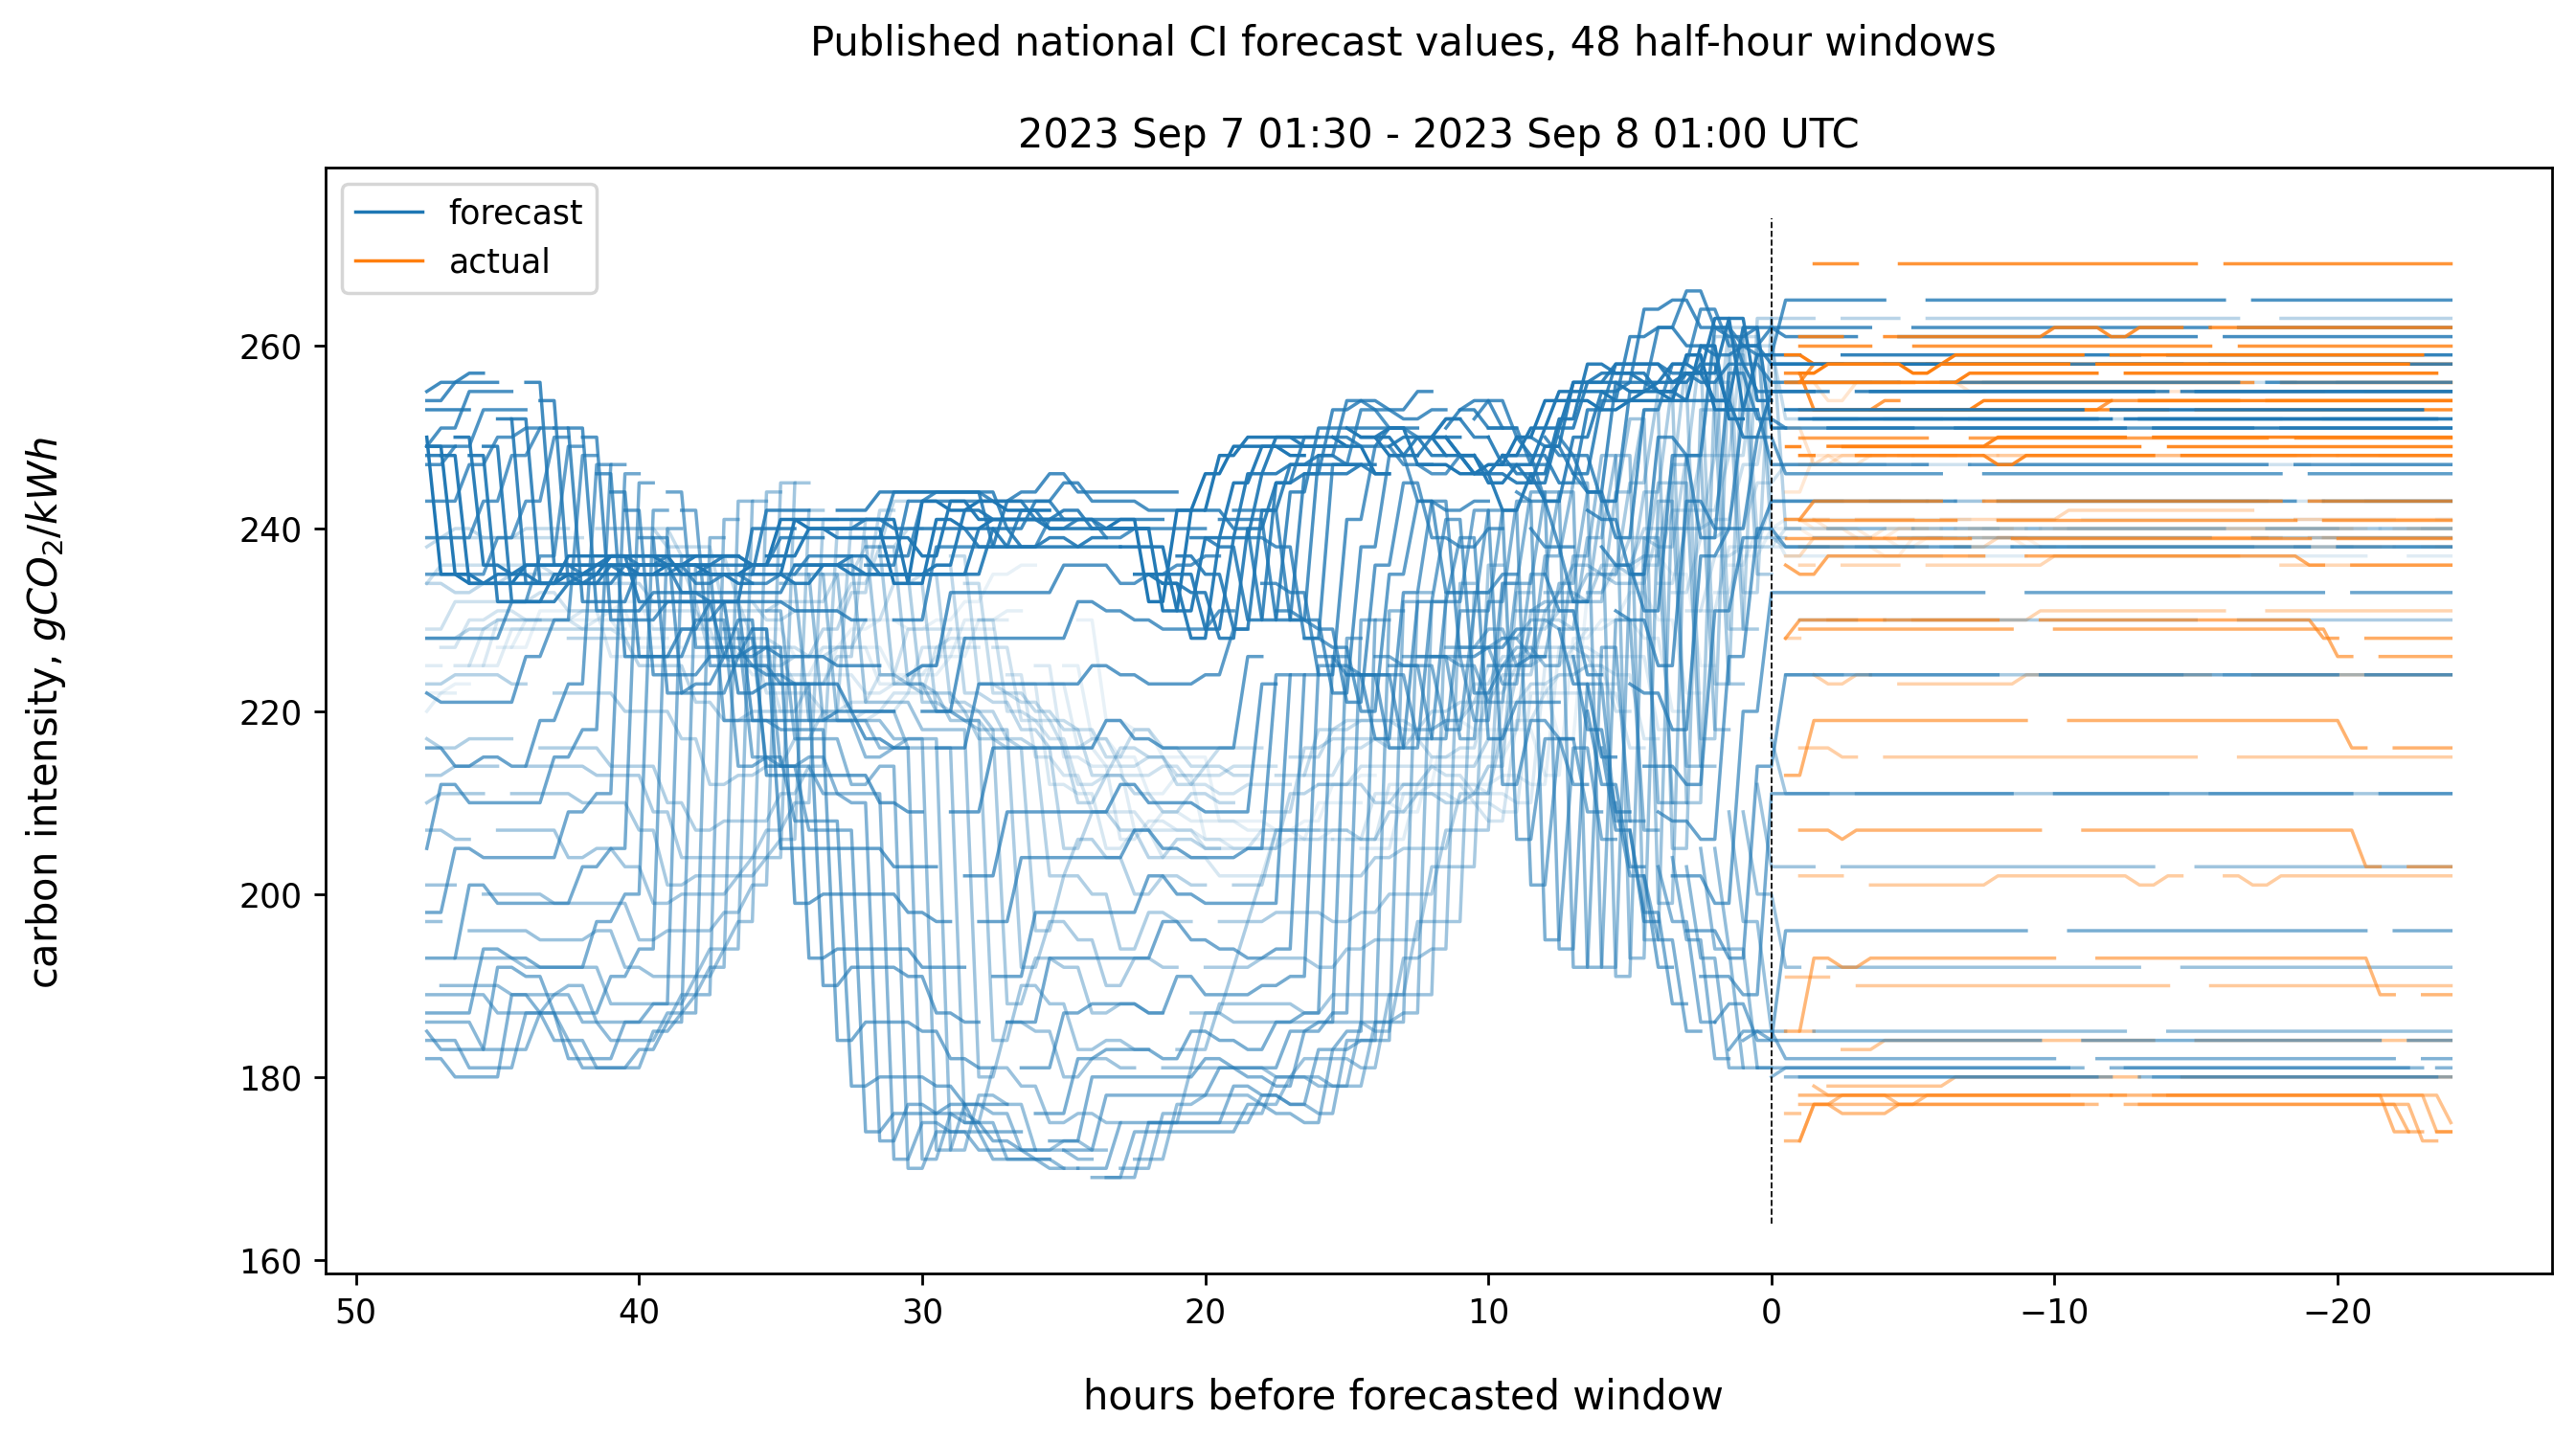 Published national CI forecast values, 48 half-hour windows
2023 Sep 7 01:30 - 2023 Sep 8 01:00 UTC
forecast
actual
carbon intensity, gCO₂/kWh
260
240
220
200
180
160
50 40 30 20 10 0 −10 −20
hours before forecasted window